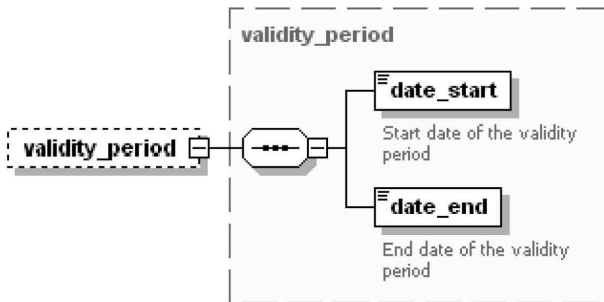 validity_period
validity_period
date_start
Start date of the validity
period
date_end
End date of the validity
period